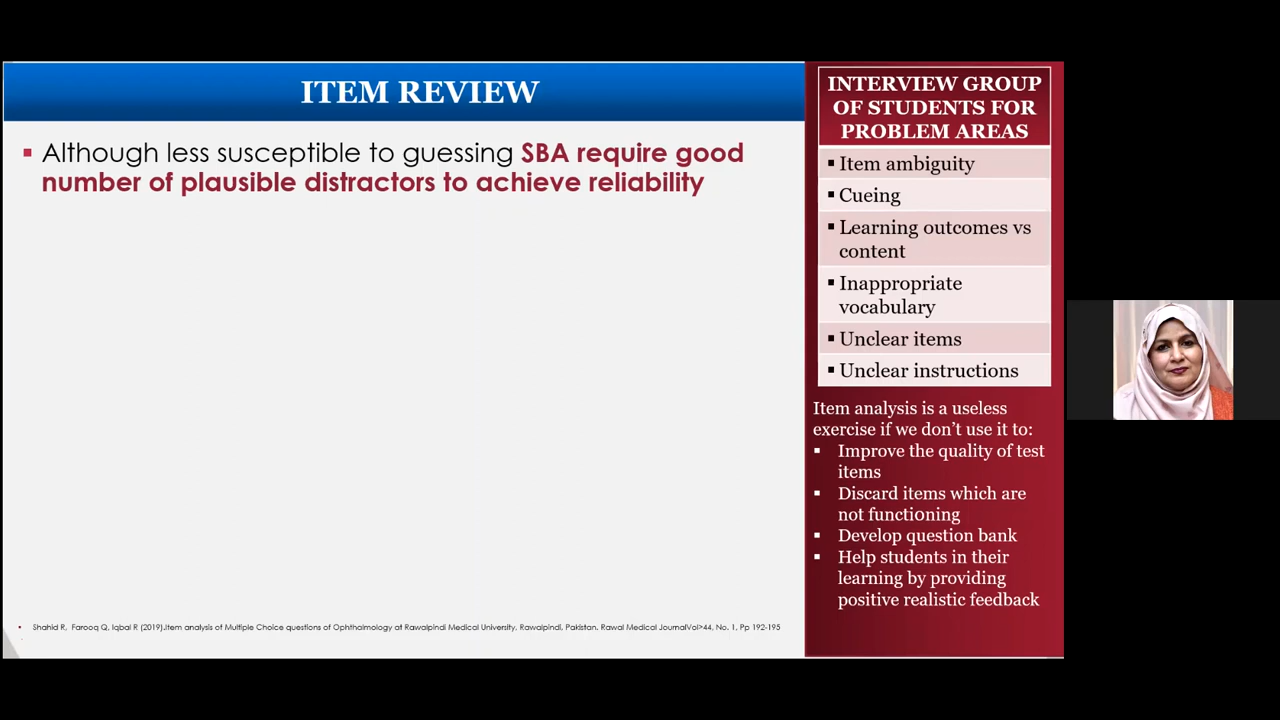 ITEM REVIEW
▪ Although less susceptible to guessing SBA require good
number of plausible distractors to achieve reliability
• Shahid R, Farooq Q, Iqbal R (2019).Item analysis of Multiple Choice questions of Ophthalmology at Rawalpindi Medical University, Rawalpindi, Pakistan. Rawal Medical JournalVol>44, No. 1, Pp 192-195
INTERVIEW GROUP
OF STUDENTS FOR
PROBLEM AREAS
▪ Item ambiguity
▪ Cueing
▪ Learning outcomes vs
content
▪ Inappropriate
vocabulary
▪ Unclear items
▪ Unclear instructions
Item analysis is a useless
exercise if we don't use it to:
▪ Improve the quality of test
items
▪ Discard items which are
not functioning
▪ Develop question bank
▪ Help students in their
learning by providing
positive realistic feedback